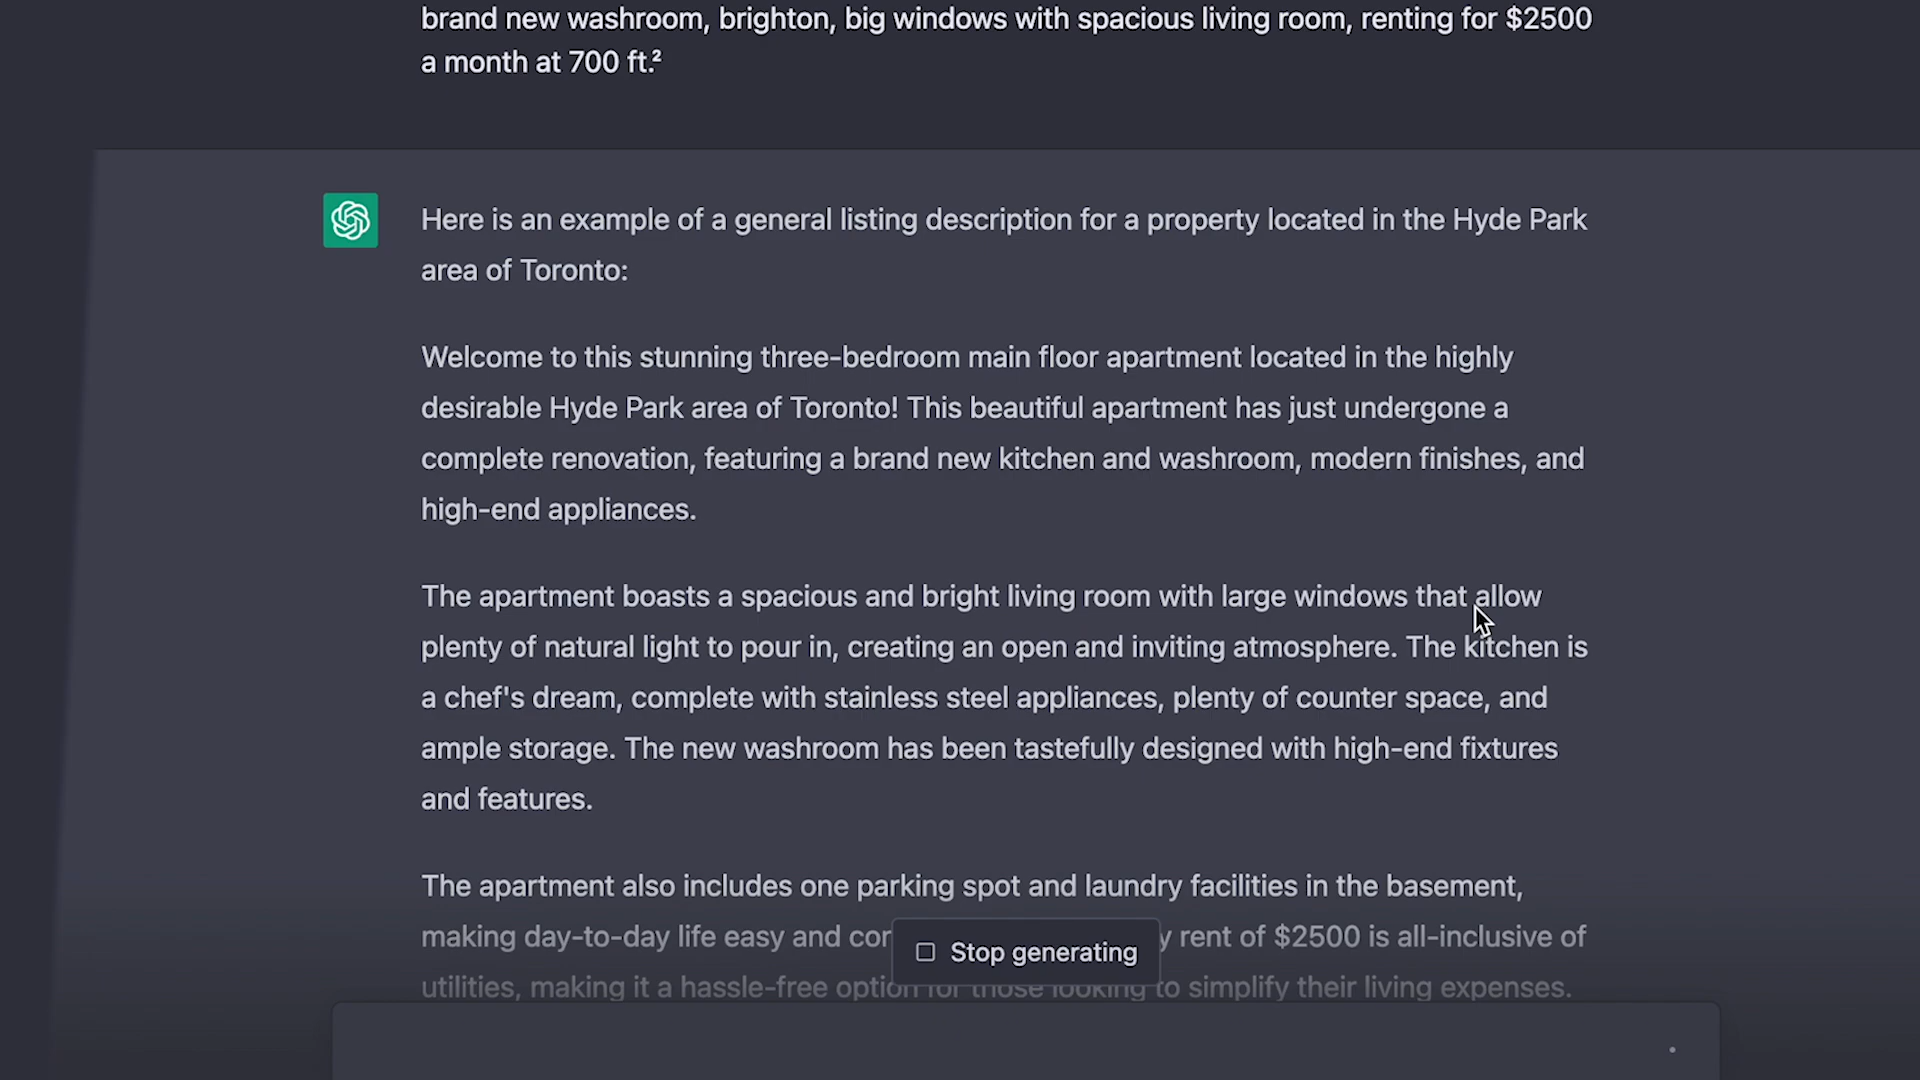 brand new washroom, brighton, big windows with spacious living room, renting for $2500
a month at 700 ft.²
Here is an example of a general listing description for a property located in the Hyde Park
area of Toronto:
Welcome to this stunning three-bedroom main floor apartment located in the highly
desirable Hyde Park area of Toronto! This beautiful apartment has just undergone a
complete renovation, featuring a brand new kitchen and washroom, modern finishes, and
high-end appliances.
The apartment boasts a spacious and bright living room with large windows that allow
plenty of natural light to pour in, creating an open and inviting atmosphere. The kitchen is
a chef's dream, complete with stainless steel appliances, plenty of counter space, and
ample storage. The new washroom has been tastefully designed with high-end fixtures
and features.
The apartment also includes one parking spot and laundry facilities in the basement,
making day-to-day life easy and rent of $2500 is all-inclusive of
Stop generating
utilities, making it a hassle-free option for those looking to simplify their living expenses.